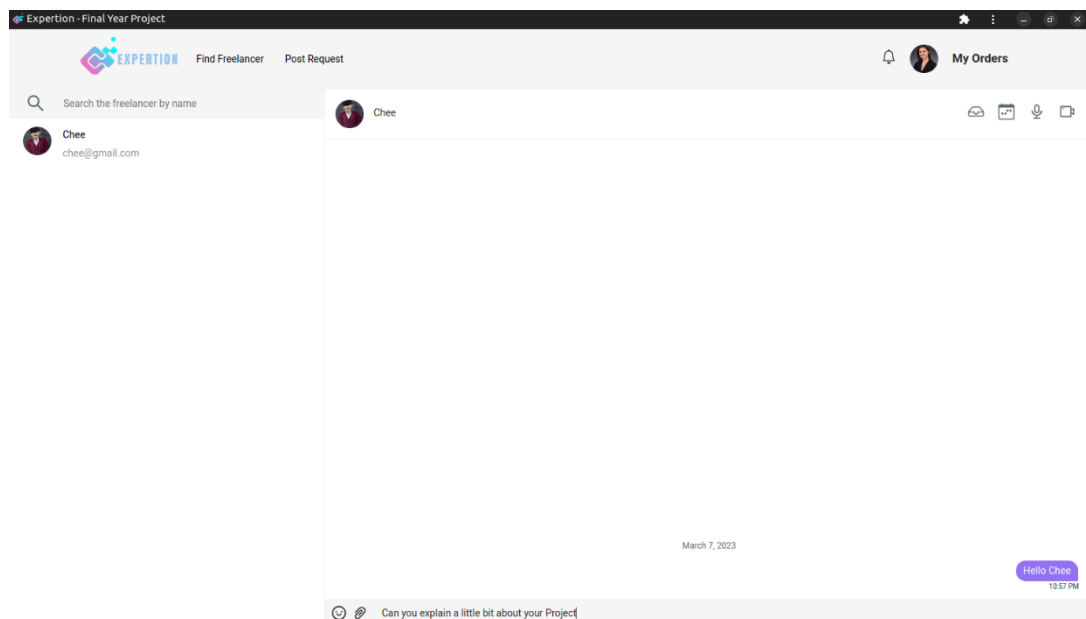 Expertion - Final Year Project
EXPERTION
Find Freelancer
Post Request
My Orders
Search the freelancer by name
Chee
chee@gmail.com
Chee
March 7, 2023
Hello Chee
10:57 PM
Can you explain a little bit about your Project